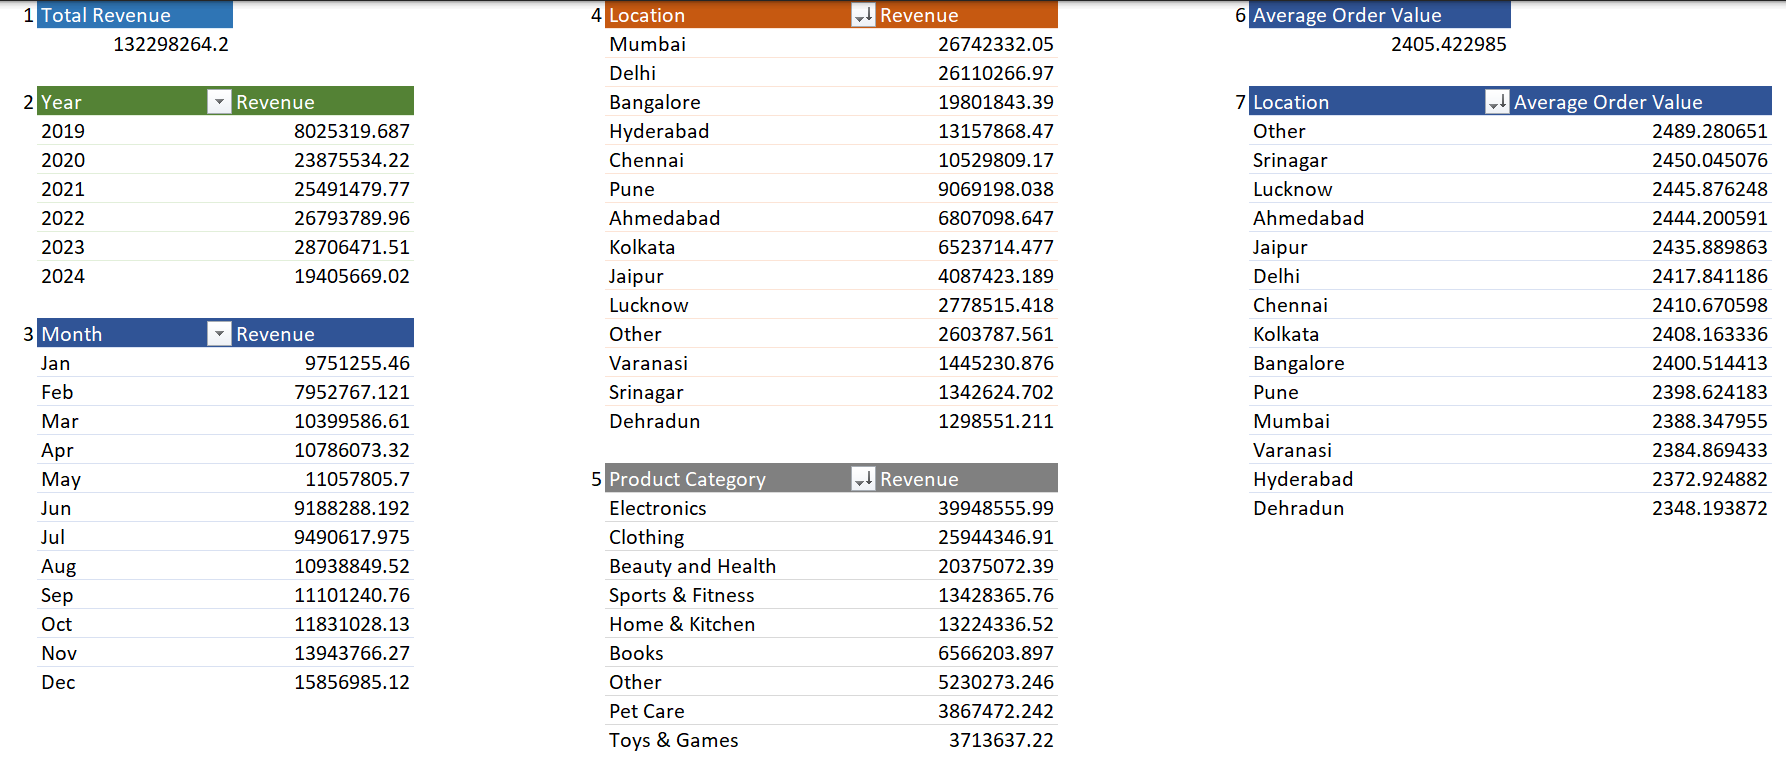 1 Total Revenue
132298264.2
2 Year Revenue
2019 8025319.687
2020 23875534.22
2021 25491479.77
2022 26793789.96
2023 28706471.51
2024 19405669.02
3 Month Revenue
Jan 9751255.46
Feb 7952767.121
Mar 10399586.61
Apr 10786073.32
May 11057805.7
Jun 9188288.192
Jul 9490617.975
Aug 10938849.52
Sep 11101240.76
Oct 11831028.13
Nov 13943766.27
Dec 15856985.12
4 Location Revenue
Mumbai 26742332.05
Delhi 26110266.97
Bangalore 19801843.39
Hyderabad 13157868.47
Chennai 10529809.17
Pune 9069198.038
Ahmedabad 6807098.647
Kolkata 6523714.477
Jaipur 4087423.189
Lucknow 2778515.418
Other 2603787.561
Varanasi 1445230.876
Srinagar 1342624.702
Dehradun 1298551.211
5 Product Category Revenue
Electronics 39948555.99
Clothing 25944346.91
Beauty and Health 20375072.39
Sports & Fitness 13428365.76
Home & Kitchen 13224336.52
Books 6566203.897
Other 5230273.246
Pet Care 3867472.242
Toys & Games 3713637.22
6 Average Order Value
2405.422985
7 Location Average Order Value
Other 2489.280651
Srinagar 2450.045076
Lucknow 2445.876248
Ahmedabad 2444.200591
Jaipur 2435.889863
Delhi 2417.841186
Chennai 2410.670598
Kolkata 2408.163336
Bangalore 2400.514413
Pune 2398.624183
Mumbai 2388.347955
Varanasi 2384.869433
Hyderabad 2372.924882
Dehradun 2348.193872